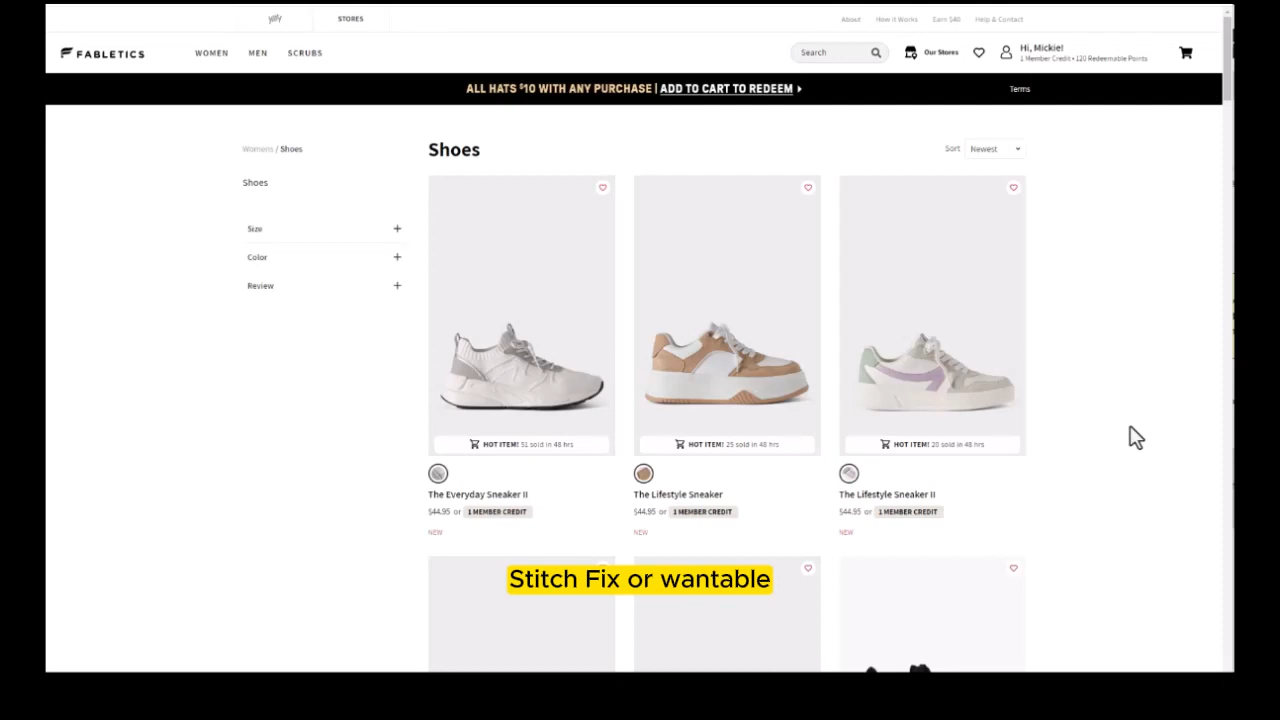 yitty
STORES
About
How it Works
Earn $40
Help & Contact
FABLETICS
WOMEN
MEN
SCRUBS
Search
Our Stores
Hi, Mickie!
1 Member Credit • 120 Redeemable Points
ALL HATS $10 WITH ANY PURCHASE | ADD TO CART TO REDEEM
Terms
Womens / Shoes
Shoes
Sort
Newest
Shoes
Size
Color
Review
HOT ITEM! 51 sold in 48 hrs
HOT ITEM! 25 sold in 48 hrs
HOT ITEM! 20 sold in 48 hrs
The Everyday Sneaker II
The Lifestyle Sneaker
The Lifestyle Sneaker II
$44.95 or 1 MEMBER CREDIT
$44.95 or 1 MEMBER CREDIT
$44.95 or 1 MEMBER CREDIT
NEW
NEW
NEW
Stitch Fix or wantable